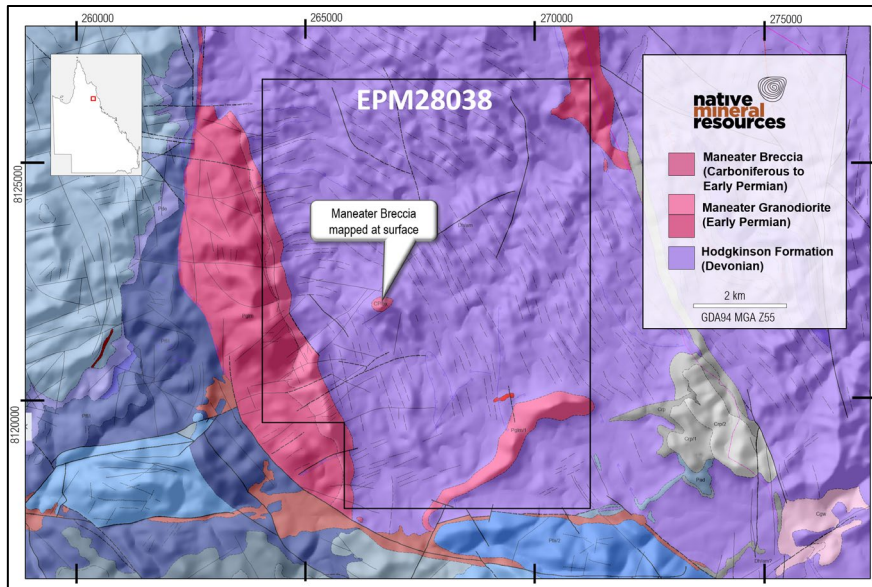 260000
265000
270000
275000
EPM28038
native
mineral
resources
Maneater Breccia
(Carboniferous to
Early Permian)
Maneater Granodiorite
(Early Permian)
Hodgkinson Formation
(Devonian)
2 km
GDA94 MGA Z55
8125000
Maneater Breccia
mapped at surface
8120000